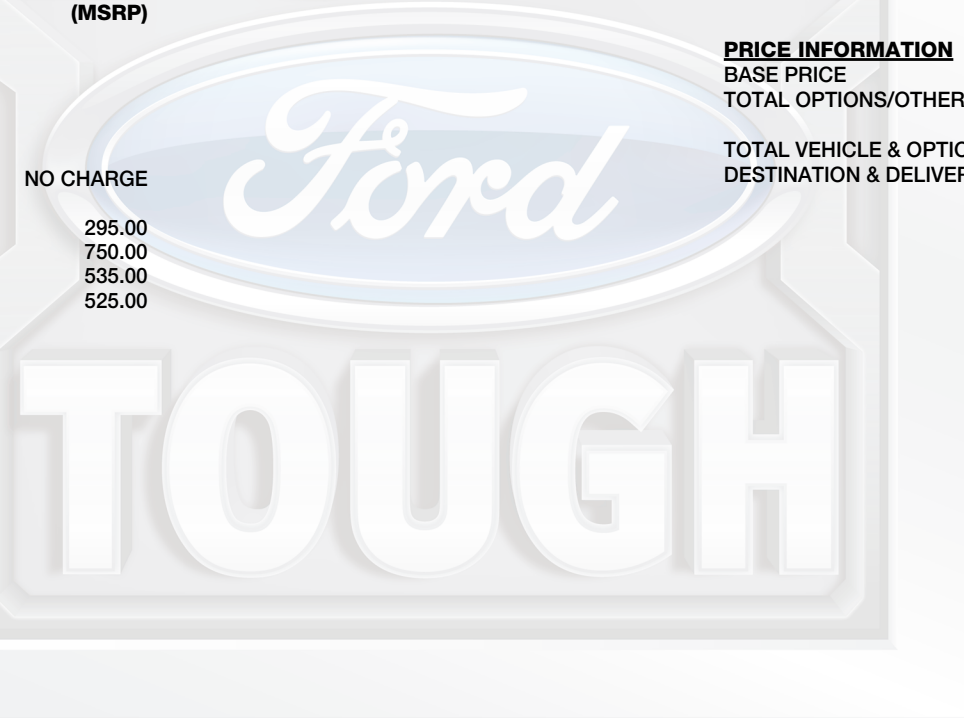 (MSRP)
NO CHARGE
295.00
750.00
535.00
525.00
PRICE INFORMATION
BASE PRICE
TOTAL OPTIONS/OTHER
TOTAL VEHICLE & OPTIO
DESTINATION & DELIVER
Ford
TOUGH